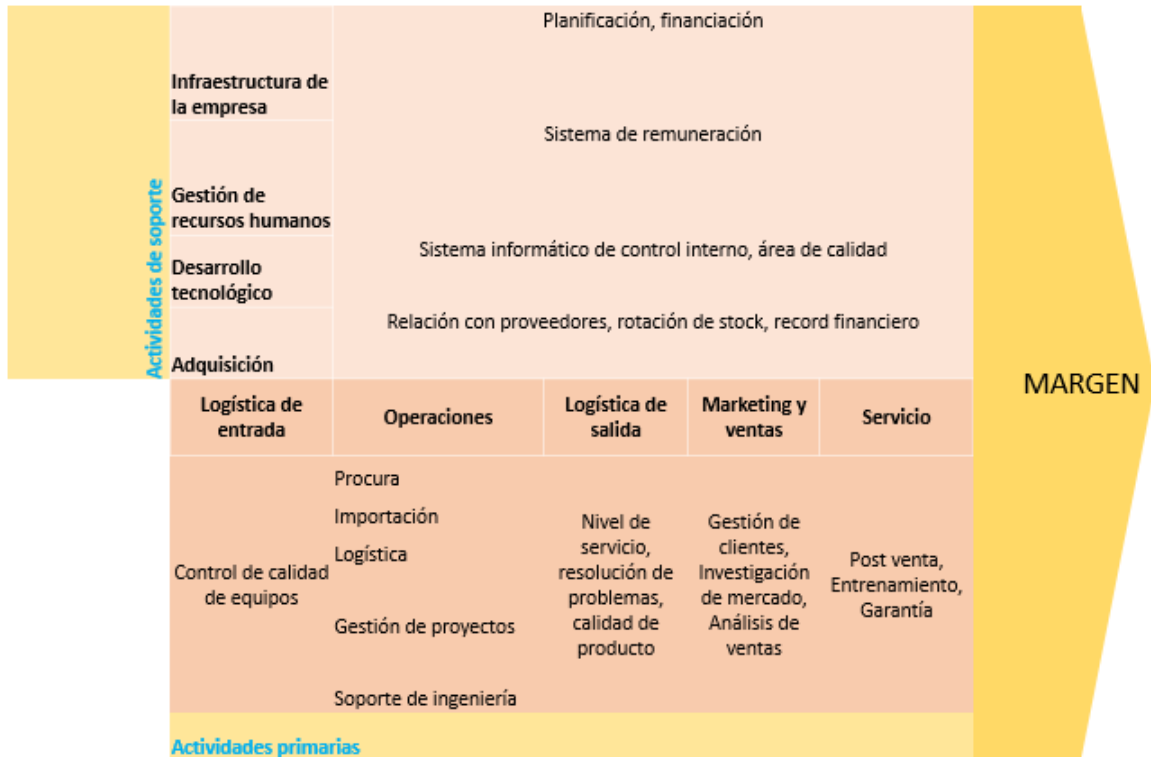 Planificación, financiación
Infraestructura de
la empresa
Sistema de remuneración
Gestión de
recursos humanos
Sistema informático de control interno, área de calidad
Desarrollo
tecnológico
Relación con proveedores, rotación de stock, record financiero
Adquisición
Actividades de soporte
MARGEN
Logística de
entrada
Operaciones
Logística de
salida
Marketing y
ventas
Servicio
Control de calidad
de equipos
Procura
Importación
Logística
Gestión de proyectos
Soporte de ingeniería
Nivel de
servicio,
resolución de
problemas,
calidad de
producto
Gestión de
clientes,
Investigación
de mercado,
Análisis de
ventas
Post venta,
Entrenamiento,
Garantía
Actividades primarias